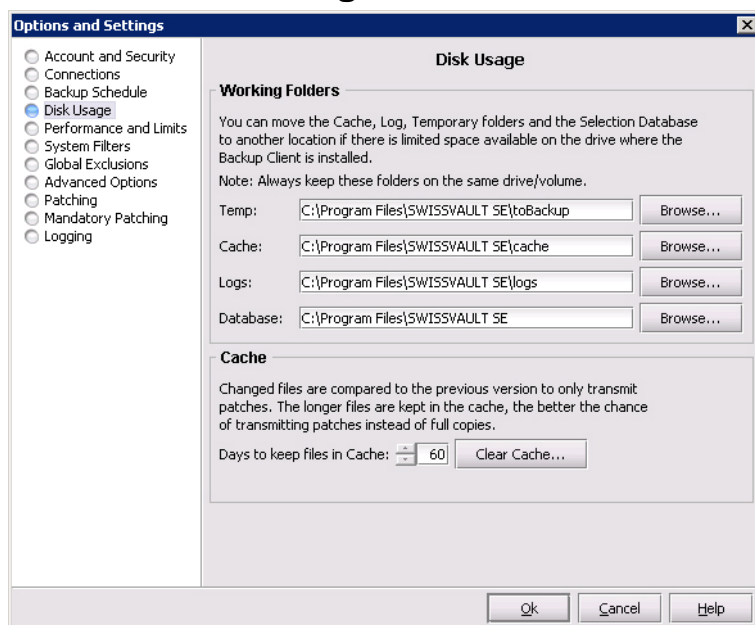 Options and Settings
Account and Security
Connections
Backup Schedule
Disk Usage
Performance and Limits
System Filters
Global Exclusions
Advanced Options
Patching
Mandatory Patching
Logging
Disk Usage
Working Folders
You can move the Cache, Log, Temporary folders and the Selection Database
to another location if there is limited space available on the drive where the
Backup Client is installed.
Note: Always keep these folders on the same drive/volume.
Temp: C:\Program Files\SWISSVAULT SE\toBackup Browse...
Cache: C:\Program Files\SWISSVAULT SE\cache Browse...
Logs: C:\Program Files\SWISSVAULT SE\logs Browse...
Database: C:\Program Files\SWISSVAULT SE Browse...
Cache
Changed files are compared to the previous version to only transmit
patches. The longer files are kept in the cache, the better the chance
of transmitting patches instead of full copies.
Days to keep files in Cache: 60 Clear Cache...
Ok Cancel Help